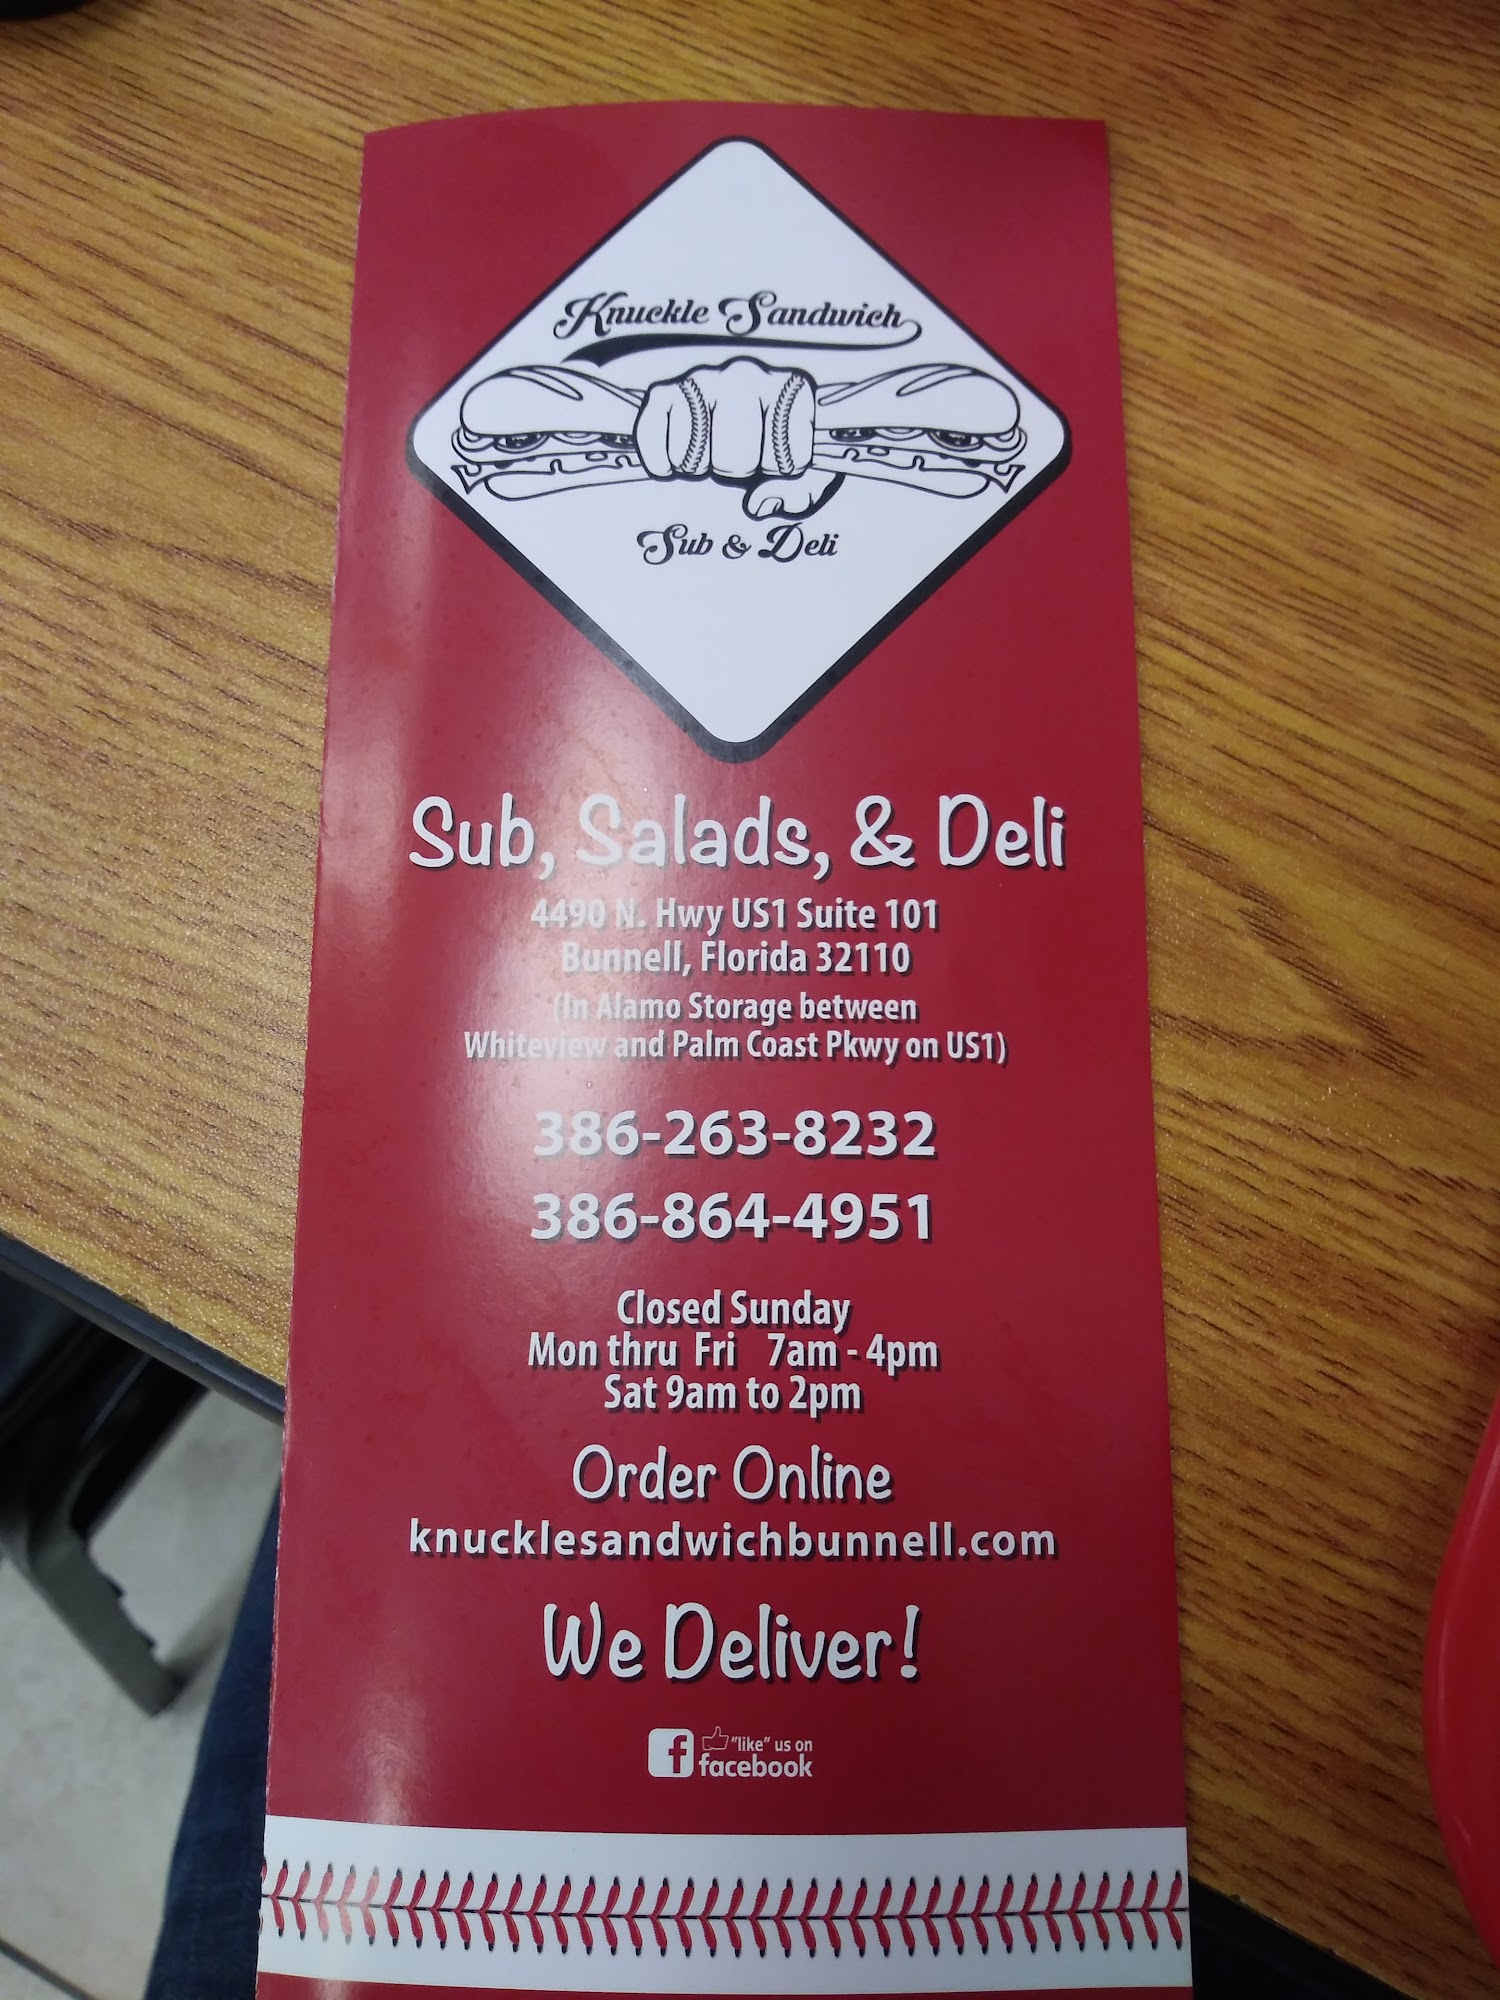 Knuckle Sandwich
Sub & Deli
Sub, Salads, & Deli
4490 N. Hwy US1 Suite 101
Bunnell, Florida 32110
(In Alamo Storage between
Whiteview and Palm Coast Pkwy on US1)
386-263-8232
386-864-4951
Closed Sunday
Mon thru Fri 7am - 4pm
Sat 9am to 2pm
Order Online
knucklesandwichbunnell.com
We Deliver!
f "like" us on
facebook